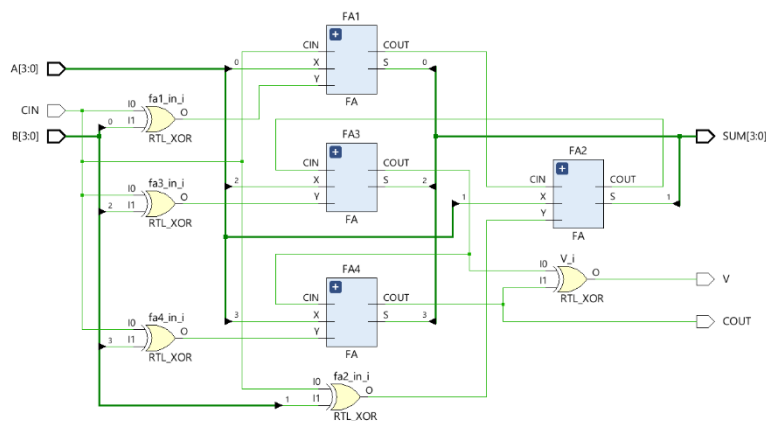 FA1
CIN
COUT
A[3:0]
0
X
S
0
Y
FA
CIN
fa1_in_i
I0
O
I1
0
B[3:0]
RTL_XOR
FA3
CIN
COUT
2
X
S
2
Y
FA
fa3_in_i
I0
O
2
I1
RTL_XOR
SUM[3:0]
FA2
CIN
COUT
1
X
S
1
Y
FA
FA4
CIN
COUT
3
X
S
3
Y
FA
V_i
I0
O
I1
RTL_XOR
V
COUT
fa4_in_i
I0
O
3
I1
RTL_XOR
fa2_in_i
I0
O
1
I1
RTL_XOR